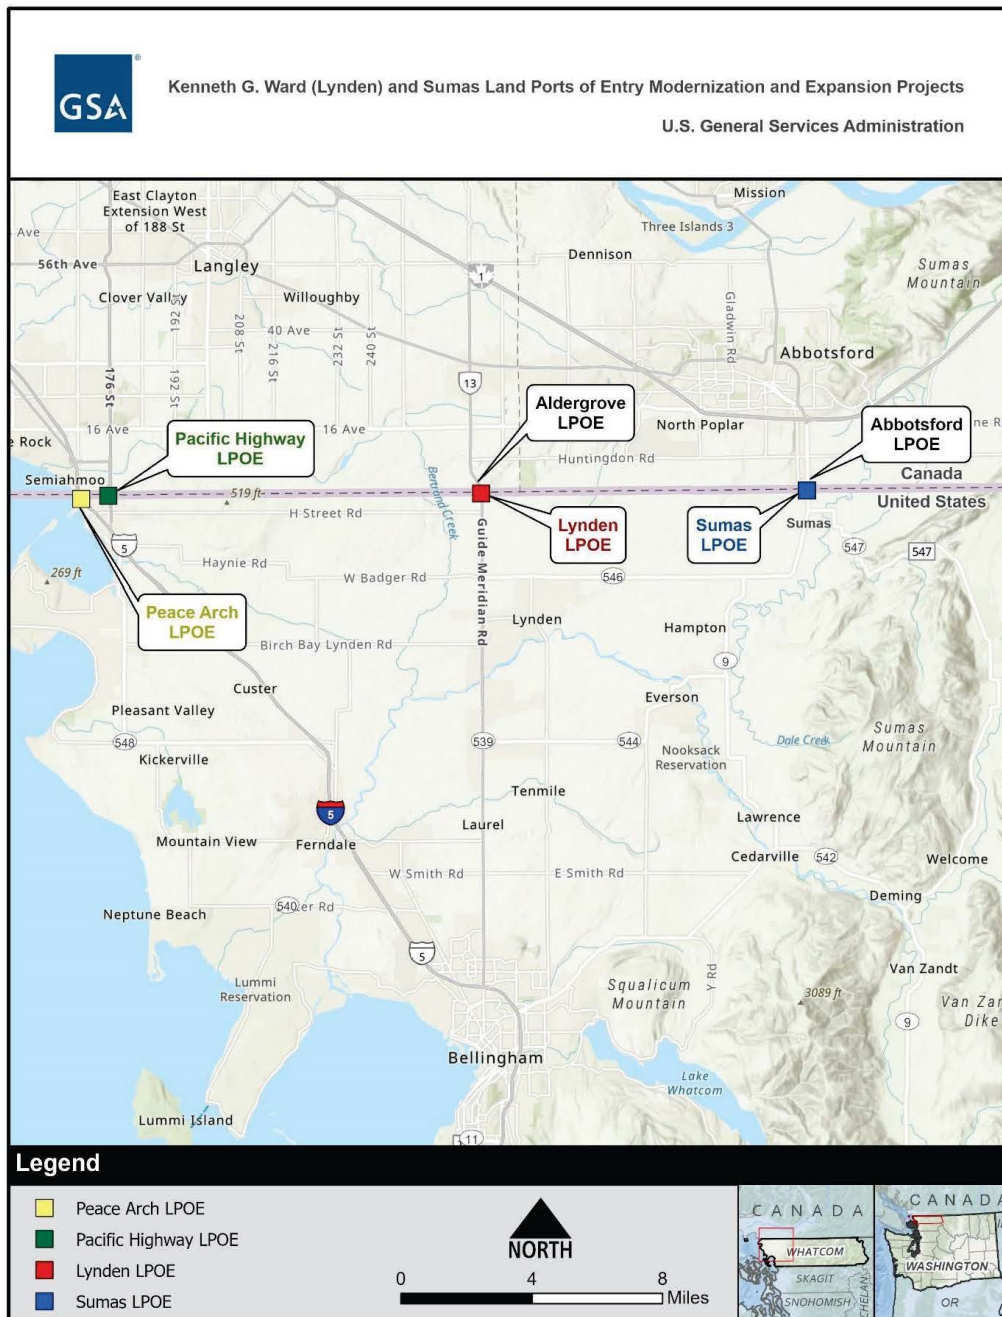 GSA
®
Kenneth G. Ward (Lynden) and Sumas Land Ports of Entry Modernization and Expansion Projects
U.S. General Services Administration
East Clayton
Extension West
of 188 St
Mission
Three Islands 3
Ave
56th Ave
Langley
Dennison
Sumas
Mountain
1
Clover Valley
Willoughby
192 St
208 St
216 St
40 Ave
232 St
240 St
Gladwin Rd
Abbotsford
176 St
192 St
13
Aldergrove
LPOE
Abbotsford
LPOE
16 Ave
16 Ave
North Poplar
Pacific Highway
LPOE
e Rock
Huntingdon Rd
Canada
Semiahmoo
519 ft
Bertrand Creek
United States
H Street Rd
Lynden
LPOE
Sumas
LPOE
Sumas
Guide Meridian Rd
5
547
547
Haynie Rd
269 ft
W Badger Rd
546
Peace Arch
LPOE
Lynden
Hampton
Birch Bay Lynden Rd
9
Custer
Everson
Pleasant Valley
Sumas
Mountain
548
539
544
Dale Creek
Kickerville
Nooksack
Reservation
Tenmile
5
Laurel
Lawrence
Mountain View
Ferndale
Cedarville
542
Welcome
W Smith Rd
E Smith Rd
Deming
Neptune Beach
540
er Rd
5
Van Zandt
Lummi
Reservation
Squalicum
Mountain
Y Rd
3089 ft
Van Zan
Dike
9
Bellingham
Lake
Whatcom
Lummi Island
11
Legend
Peace Arch LPOE
Pacific Highway LPOE
Lynden LPOE
Sumas LPOE
NORTH
0 4 8
Miles
CANADA
WHATCOM
SKAGIT
SNOHOMISH
CHELAN
CANADA
WASHINGTON
OR